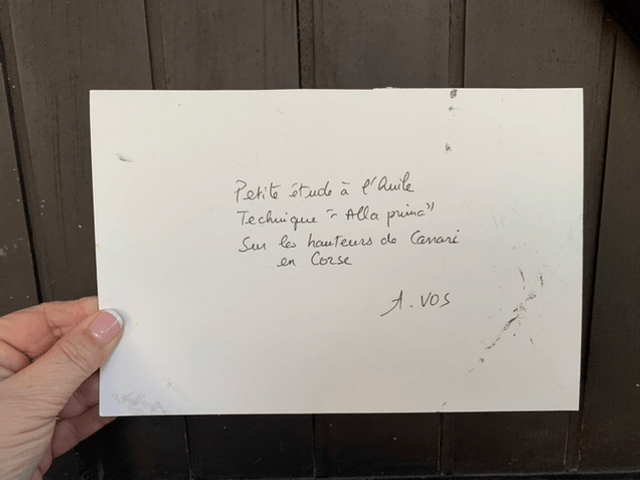 Petite étude à l'huile
Technique "Alla prima"
Sur les hauteurs de Canari
en Corse
A. VOS